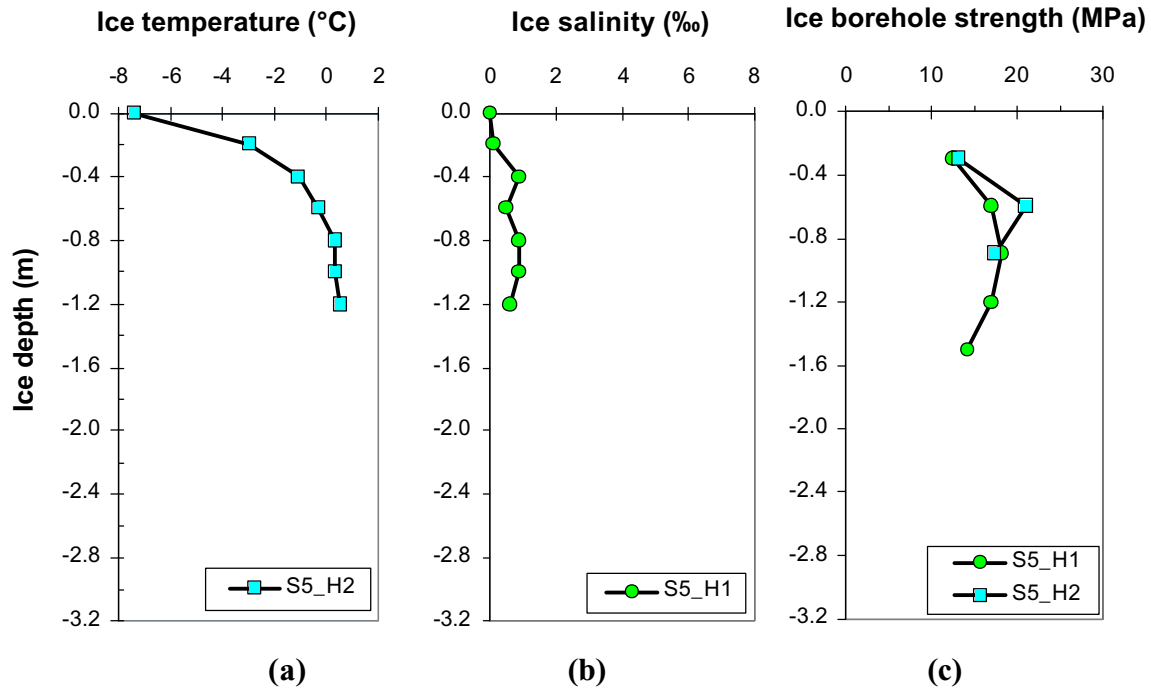 Ice temperature (°C)
-8 -6 -4 -2 0 2
0.0
-0.4
-0.8
-1.2
-1.6
-2.0
-2.4
-2.8
-3.2
Ice depth (m)
S5_H2
(a)
Ice salinity (‰)
0 2 4 6 8
0.0
-0.4
-0.8
-1.2
-1.6
-2.0
-2.4
-2.8
-3.2
S5_H1
(b)
Ice borehole strength (MPa)
0 10 20 30
0.0
-0.4
-0.8
-1.2
-1.6
-2.0
-2.4
-2.8
-3.2
S5_H1
S5_H2
(c)